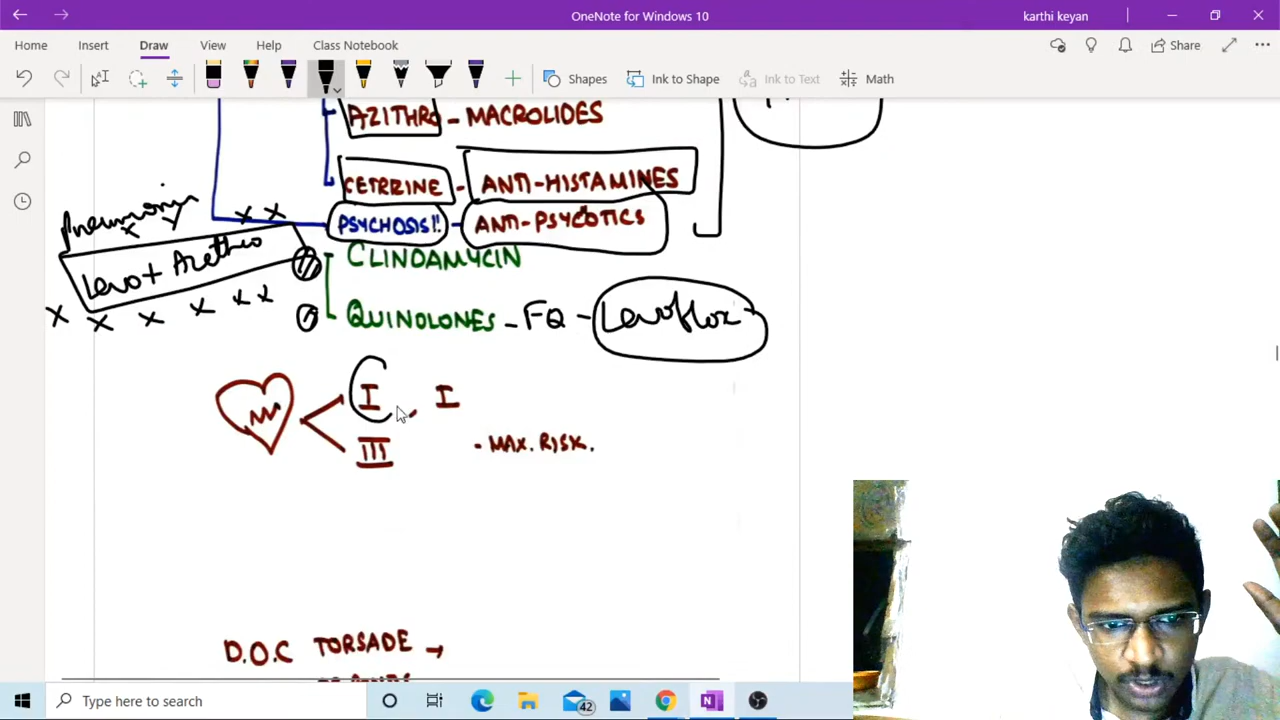 OneNote for Windows 10
karthi keyan
Home Insert Draw View Help Class Notebook
Share
Shapes Ink to Shape Ink to Text Math
AZITHRO - MACROLIDES
CETRZINE - ANTI-HISTAMINES
PSYCHOSIS!! - ANTI-PSYCOTICS
Pneumonia
Levo + Azethro
CLINDAMYCIN
QUINOLONES - FQ - Levoflox
I , I
III - MAX. RISK.
D.O.C TORSADE →
Type here to search
42